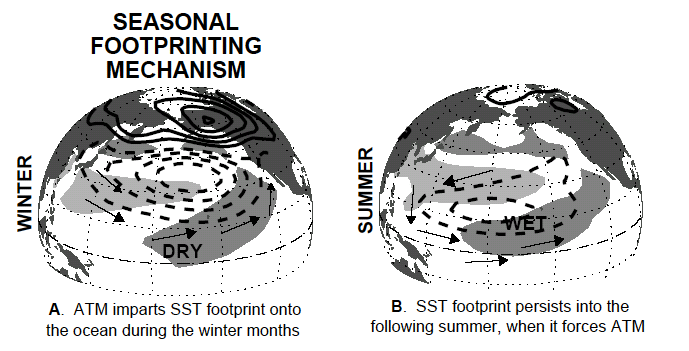 SEASONAL
FOOTPRINTING
MECHANISM
WINTER
DRY
A. ATM imparts SST footprint onto
the ocean during the winter months
SUMMER
WET
B. SST footprint persists into the
following summer, when it forces ATM